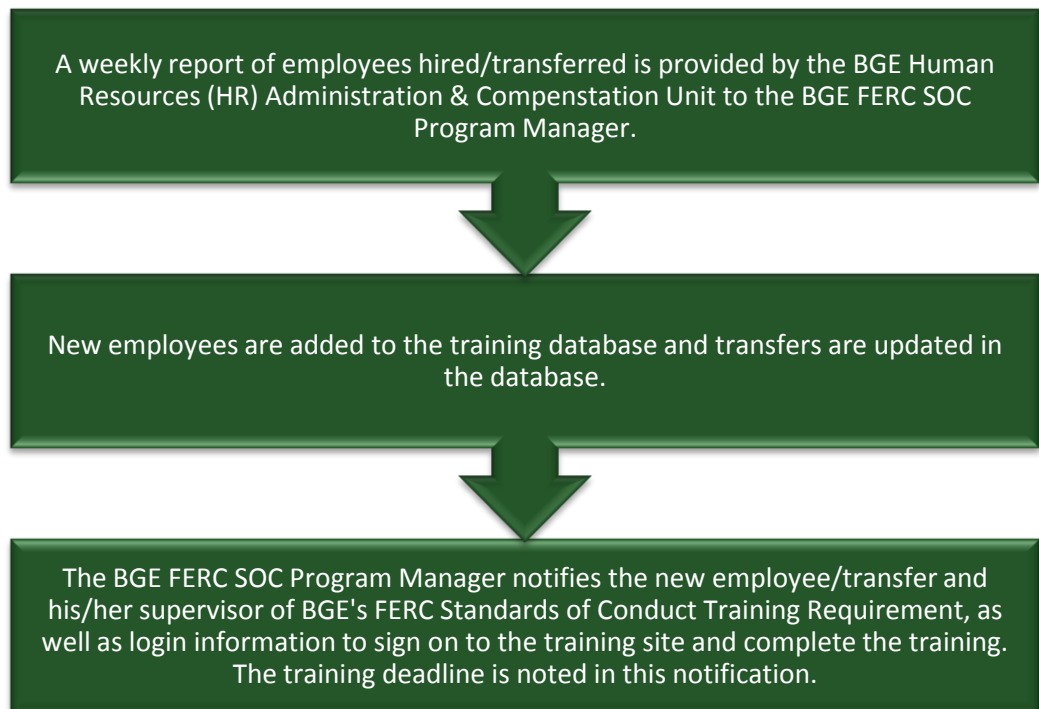 A weekly report of employees hired/transferred is provided by the BGE Human
Resources (HR) Administration & Compenstation Unit to the BGE FERC SOC
Program Manager.
New employees are added to the training database and transfers are updated in
the database.
The BGE FERC SOC Program Manager notifies the new employee/transfer and
his/her supervisor of BGE's FERC Standards of Conduct Training Requirement, as
well as login information to sign on to the training site and complete the training.
The training deadline is noted in this notification.